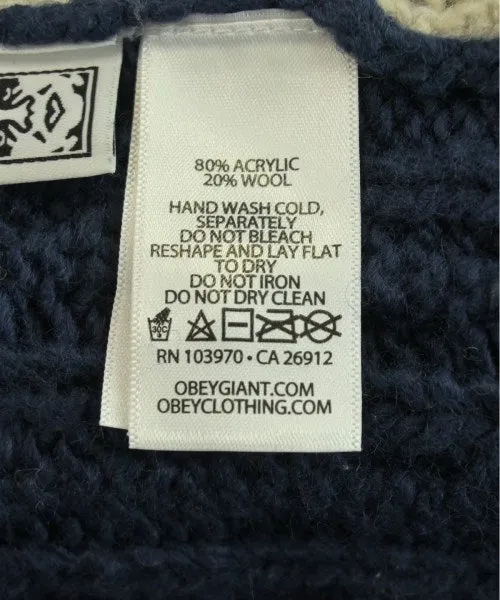 80% ACRYLIC
20% WOOL
HAND WASH COLD,
SEPARATELY
DO NOT BLEACH
RESHAPE AND LAY FLAT
TO DRY
DO NOT IRON
DO NOT DRY CLEAN
30C
RN 103970 • CA 26912
OBEYGIANT.COM
OBEYCLOTHING.COM